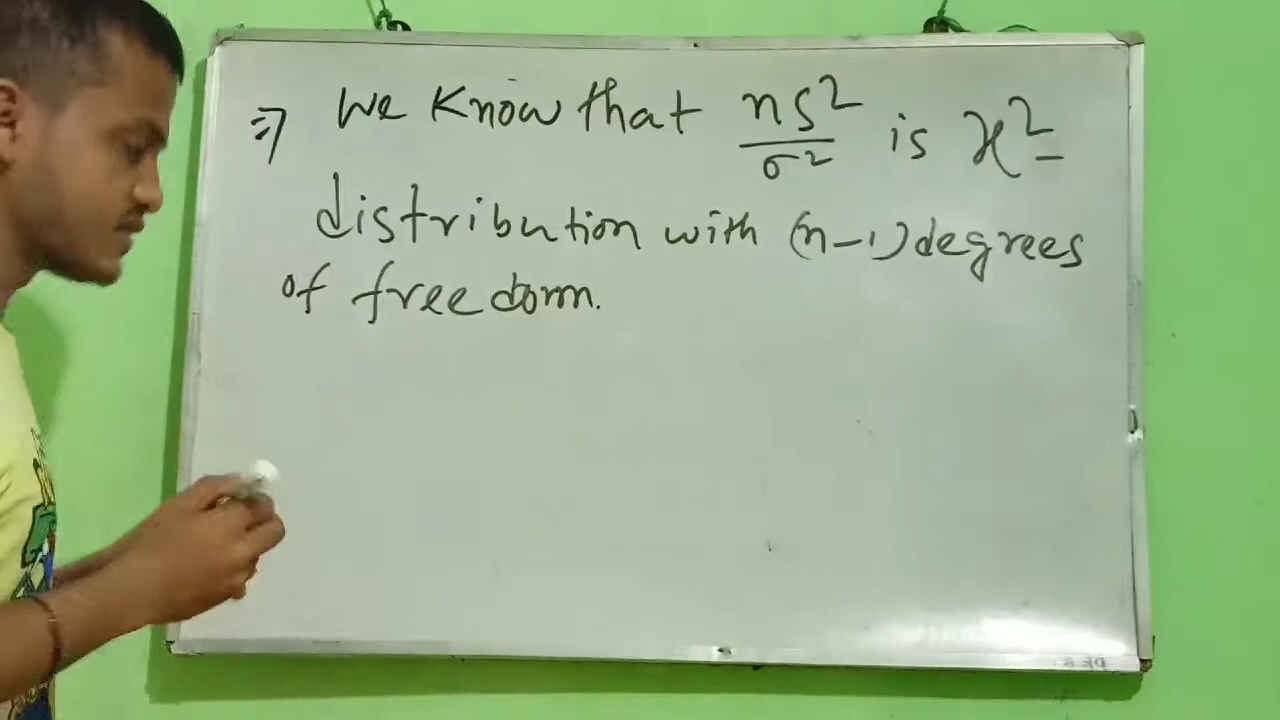 ⇒ We Know that nS²/σ² is χ²-
distribution with (n-1) degrees
of freedom.